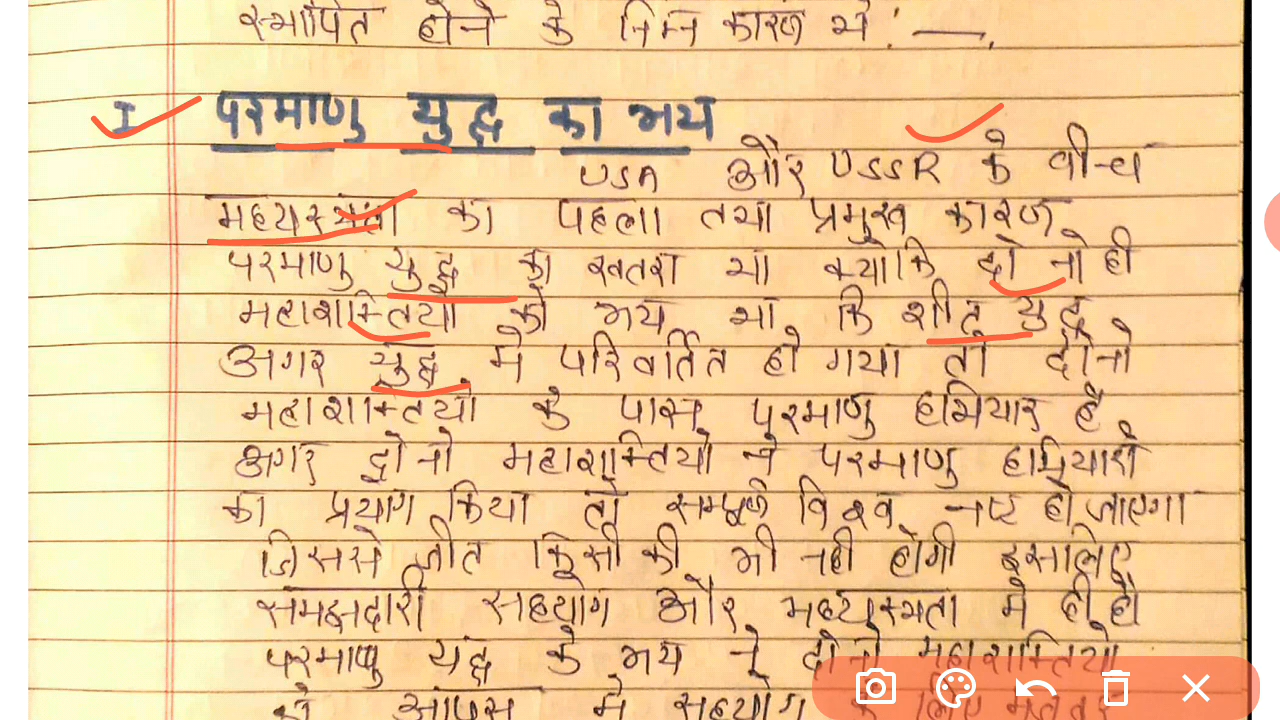 स्थापित होने के निम्न कारण थे : —.
I परमाणु युद्ध का भय
USA और USSR के बीच
मध्यस्थता का पहला तथा प्रमुख कारण
परमाणु युद्ध का खतरा था क्योकि दोनो ही
महाशक्तियो को भय था कि शीत युद्ध
अगर युद्ध मे परिवर्तित हो गया तो दोनो
महाशक्तियो के पास परमाणु हथियार है
अगर दोनो महाशक्तियो ने परमाणु हथियारो
का प्रयोग किया तो सम्पूर्ण विश्व नष्ट हो जाएगा
जिससे जीत किसी की भी नही होगी इसलिए
समझदारी सहयोग और मध्यस्थता मे ही है
परमाणु युद्ध के भय ने दोनो महाशक्तियो
को आपस मे सहयोग के लिए